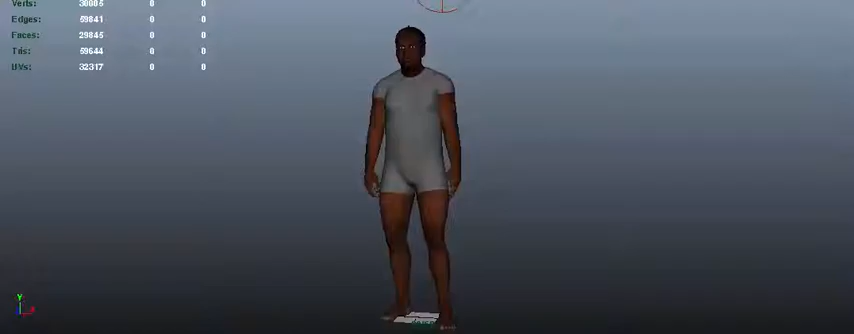 Verts: 30005 0 0
Edges: 59841 0 0
Faces: 29845 0 0
Tris: 59644 0 0
UVs: 32317 0 0
Y